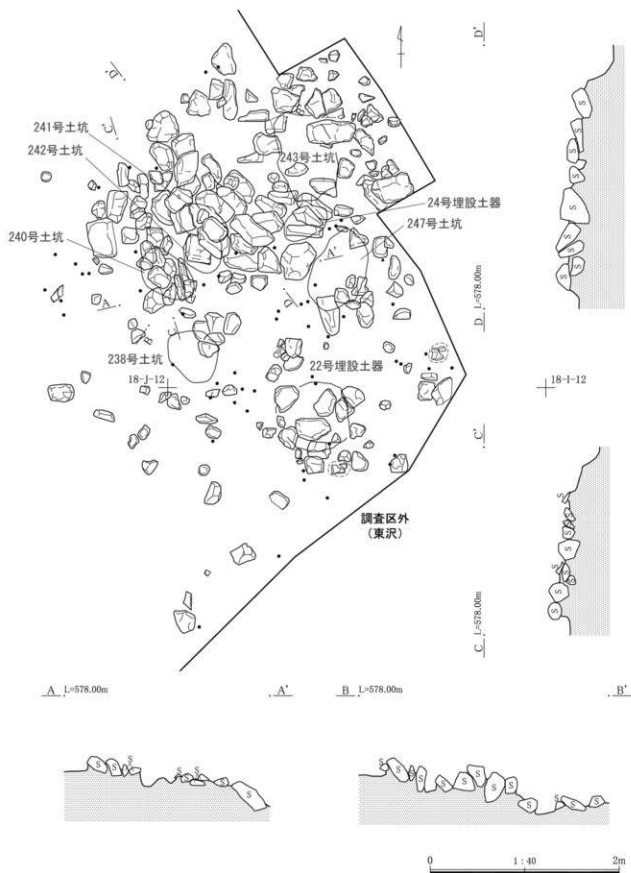 D'
D'
241号土坑
C'
242号土坑
243号土坑
24号埋設土器
247号土坑
240号土坑
A'
A
D
L=578.00m
D
C
238号土坑
22号埋設土器
18-J-12
18-I-12
C'
調査区外
(東沢)
L=578.00m
C
A L=578.00m A' B L=578.00m B'
S S S S S S S S
S S S S S S S S S S S S S
0 1:40 2m